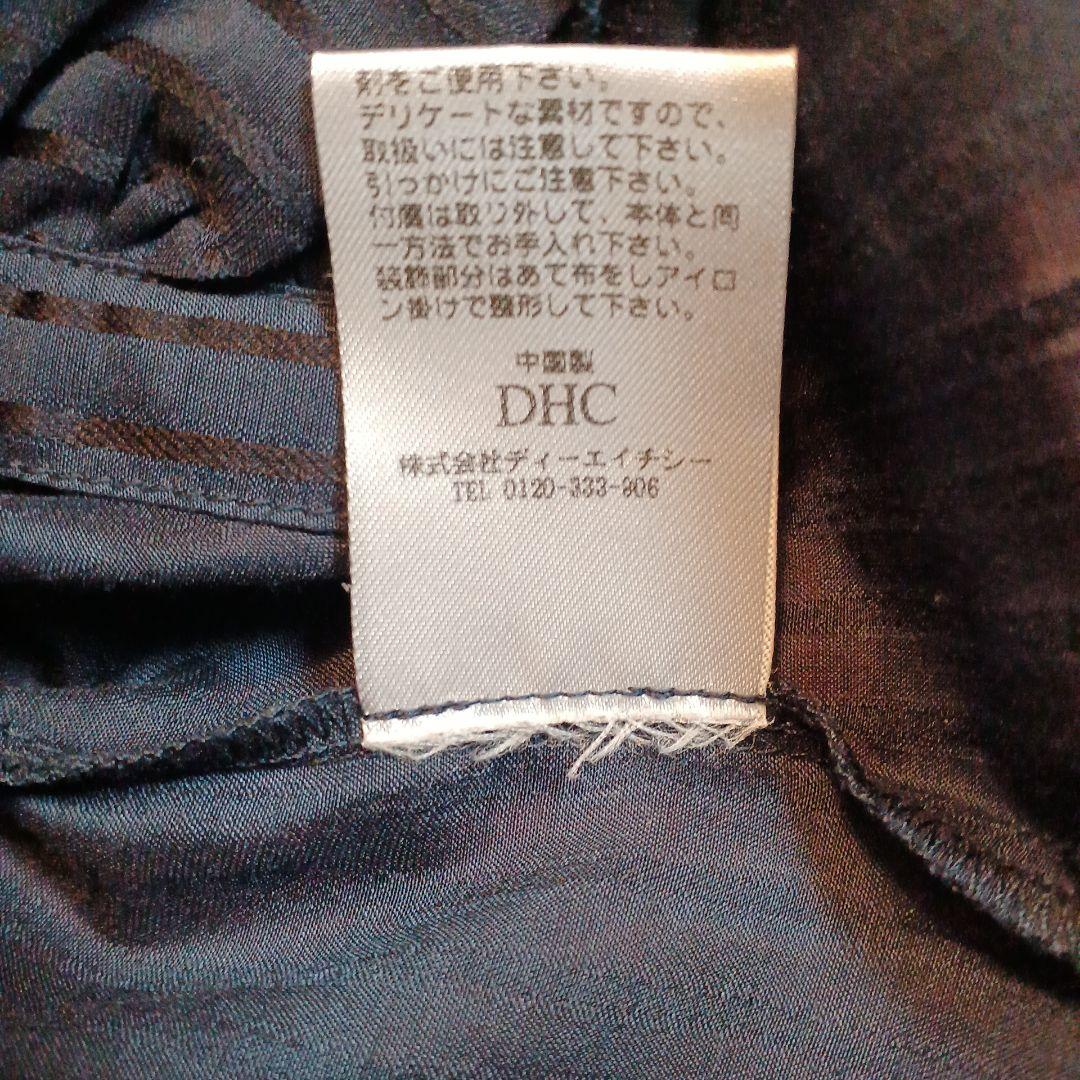 剤をご使用下さい。
デリケートな素材ですので、
取扱いには注意して下さい。
引っかけにご注意下さい。
付属は取り外して、本体と同
一方法でお手入れ下さい。
装飾部分はあて布をしアイロ
ン掛けで整形して下さい。
中国製
DHC
株式会社ディーエイチシー
TEL 0120-333-906